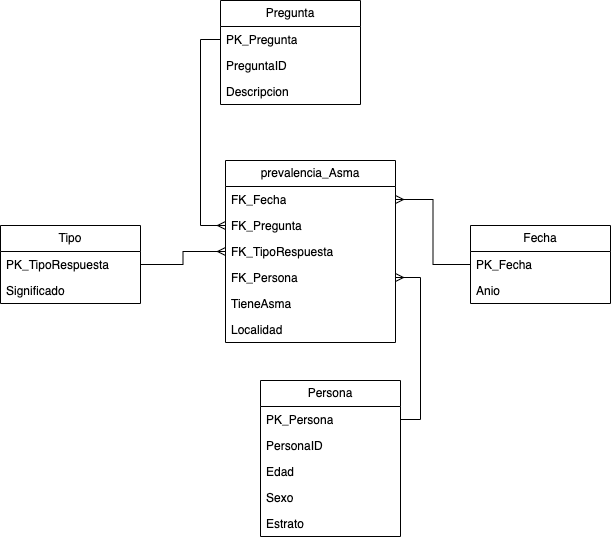 Pregunta
PK_Pregunta
PreguntaID
Descripcion
prevalencia_Asma
FK_Fecha
FK_Pregunta
FK_TipoRespuesta
FK_Persona
TieneAsma
Localidad
Tipo
PK_TipoRespuesta
Significado
Fecha
PK_Fecha
Anio
Persona
PK_Persona
PersonaID
Edad
Sexo
Estrato